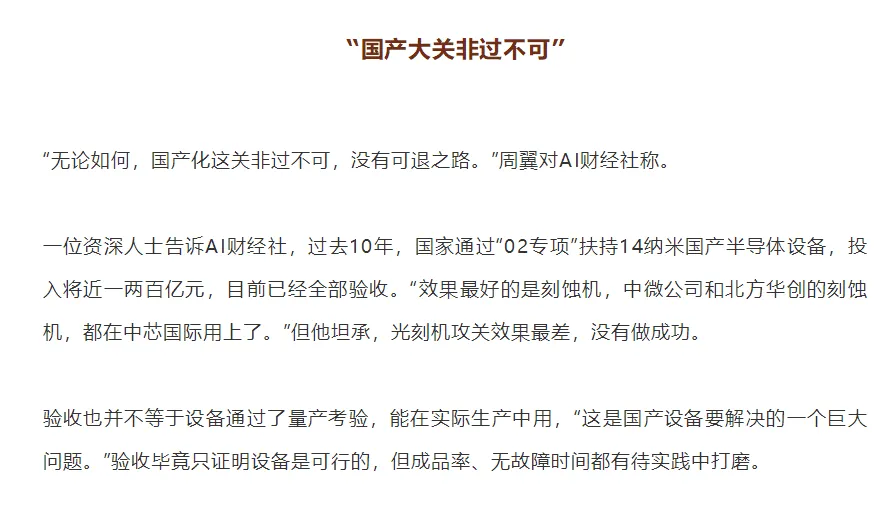 “国产大关非过不可”
“无论如何，国产化这关非过不可，没有可退之路。”周翼对AI财经社称。
一位资深人士告诉AI财经社，过去10年，国家通过“02专项”扶持14纳米国产半导体设备，投
入将近一两百亿元，目前已经全部验收。“效果最好的是刻蚀机，中微公司和北方华创的刻蚀
机，都在中芯国际用上了。”但他坦承，光刻机攻关效果最差，没有做成功。
验收也并不等于设备通过了量产考验，能在实际生产中用，“这是国产设备要解决的一个巨大
问题。”验收毕竟只证明设备是可行的，但成品率、无故障时间都有待实践中打磨。